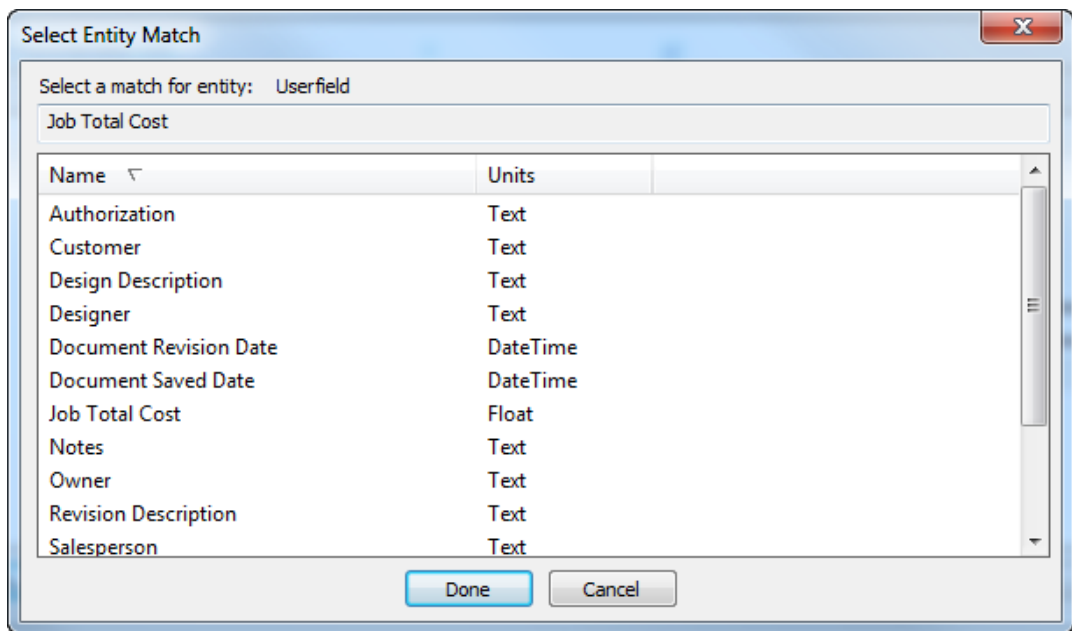 Select Entity Match
Select a match for entity: Userfield
Job Total Cost
Name Units
Authorization Text
Customer Text
Design Description Text
Designer Text
Document Revision Date DateTime
Document Saved Date DateTime
Job Total Cost Float
Notes Text
Owner Text
Revision Description Text
Salesperson Text
Done Cancel